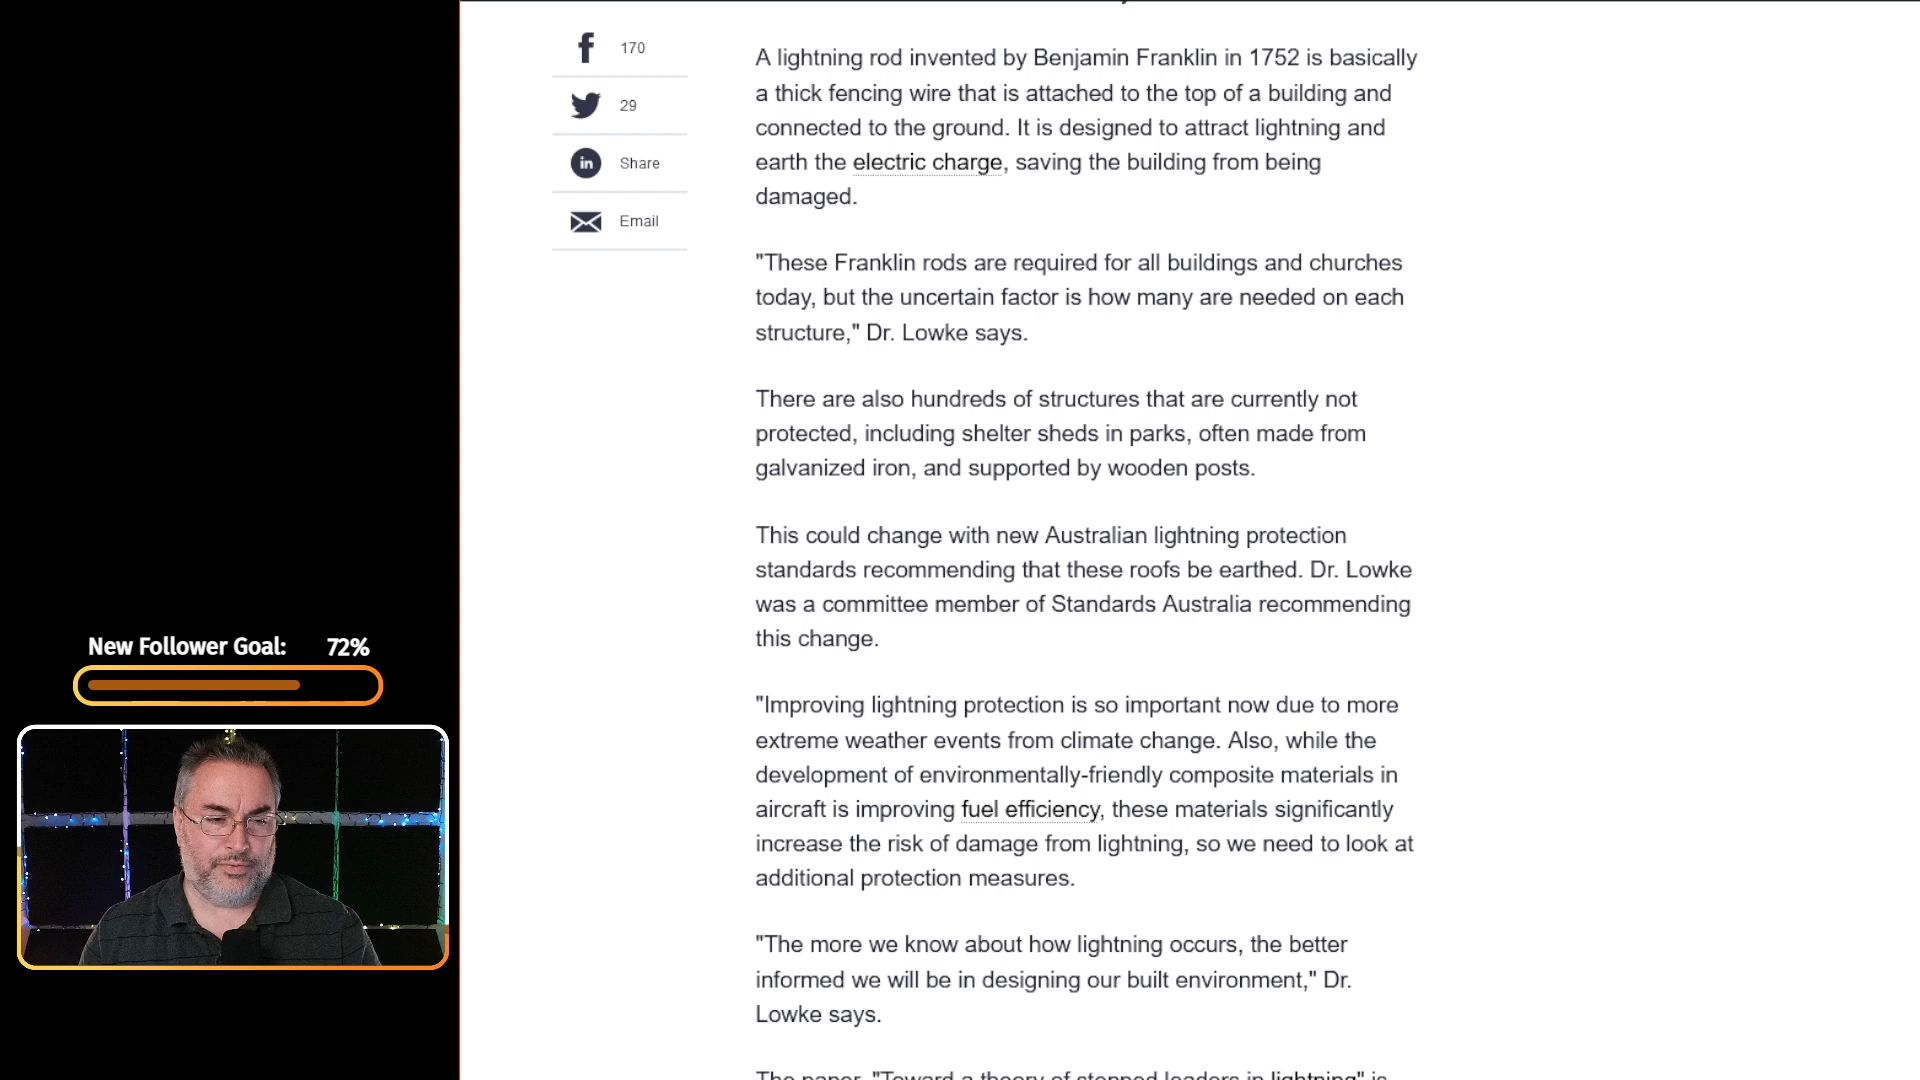 170
29
Share
Email
A lightning rod invented by Benjamin Franklin in 1752 is basically
a thick fencing wire that is attached to the top of a building and
connected to the ground. It is designed to attract lightning and
earth the electric charge, saving the building from being
damaged.
"These Franklin rods are required for all buildings and churches
today, but the uncertain factor is how many are needed on each
structure," Dr. Lowke says.
There are also hundreds of structures that are currently not
protected, including shelter sheds in parks, often made from
galvanized iron, and supported by wooden posts.
This could change with new Australian lightning protection
standards recommending that these roofs be earthed. Dr. Lowke
was a committee member of Standards Australia recommending
this change.
"Improving lightning protection is so important now due to more
extreme weather events from climate change. Also, while the
development of environmentally-friendly composite materials in
aircraft is improving fuel efficiency, these materials significantly
increase the risk of damage from lightning, so we need to look at
additional protection measures.
"The more we know about how lightning occurs, the better
informed we will be in designing our built environment," Dr.
Lowke says.
The paper, "Toward a theory of stepped leaders in lightning" is
New Follower Goal: 72%